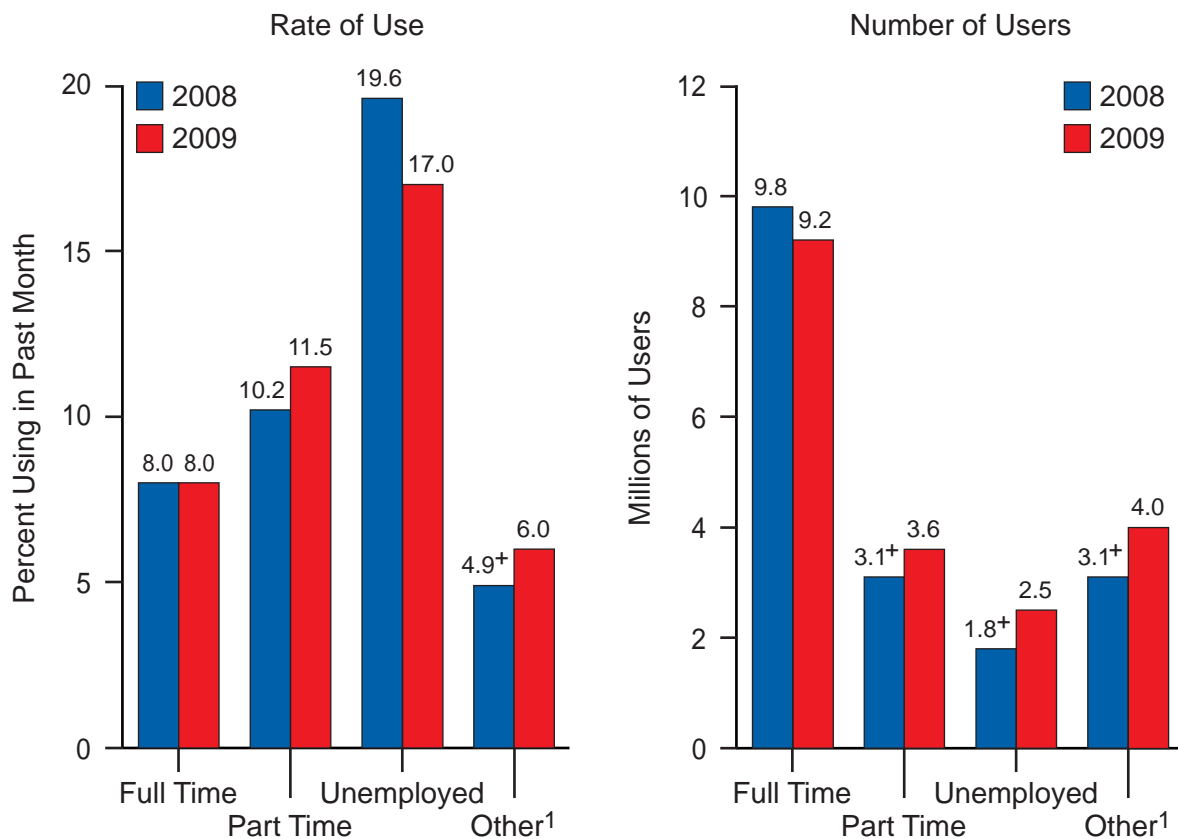 Rate of Use
Percent Using in Past Month
20
15
10
5
0
2008
2009
8.0 8.0
10.2 11.5
19.6 17.0
4.9+ 6.0
Full Time
Part Time
Unemployed
Other1
Number of Users
Millions of Users
12
10
8
6
4
2
0
2008
2009
9.8 9.2
3.1+ 3.6
1.8+ 2.5
3.1+ 4.0
Full Time
Part Time
Unemployed
Other1